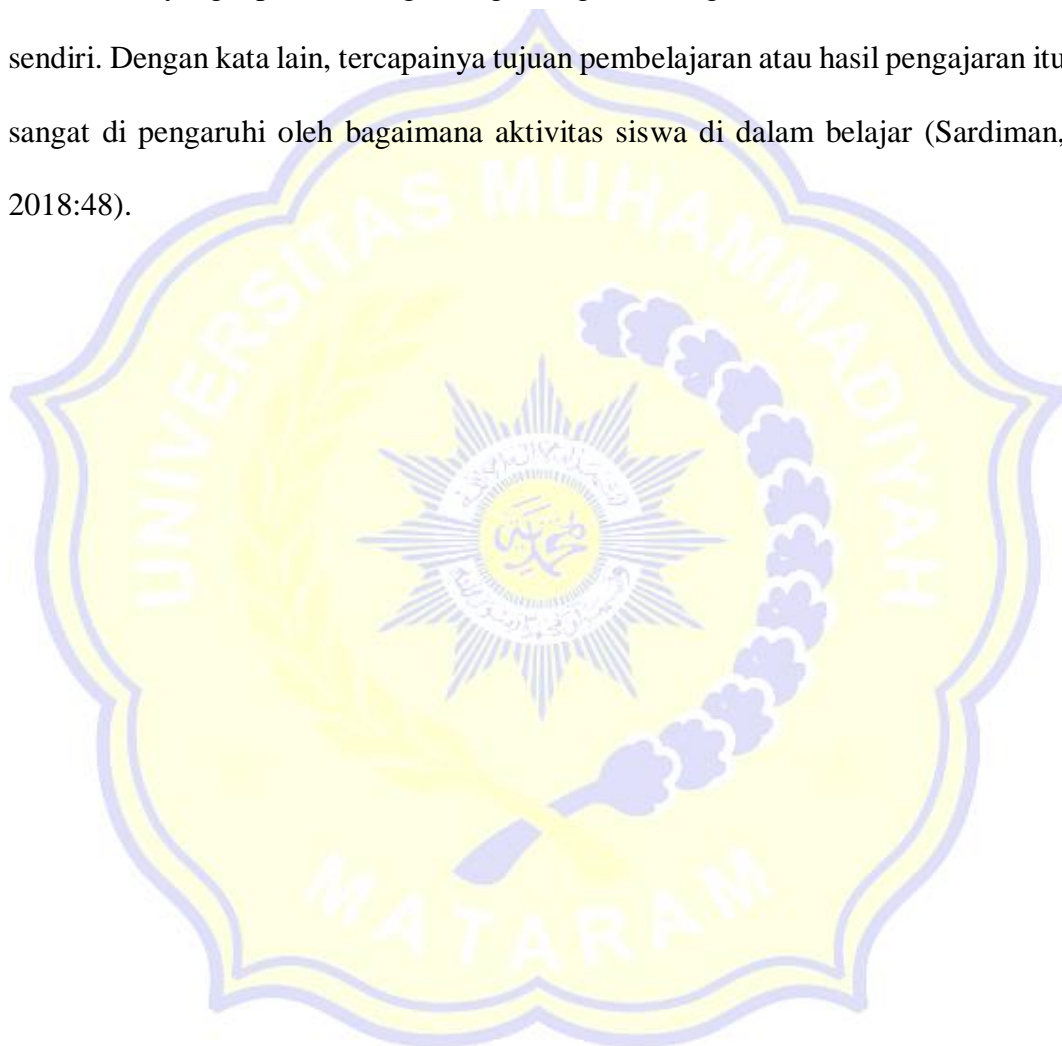 sendiri. Dengan kata lain, tercapainya tujuan pembelajaran atau hasil pengajaran itu
sangat di pengaruhi oleh bagaimana aktivitas siswa di dalam belajar (Sardiman,
2018:48).
UNIVERSITAS MUHAMMADIYAH
MATARAM